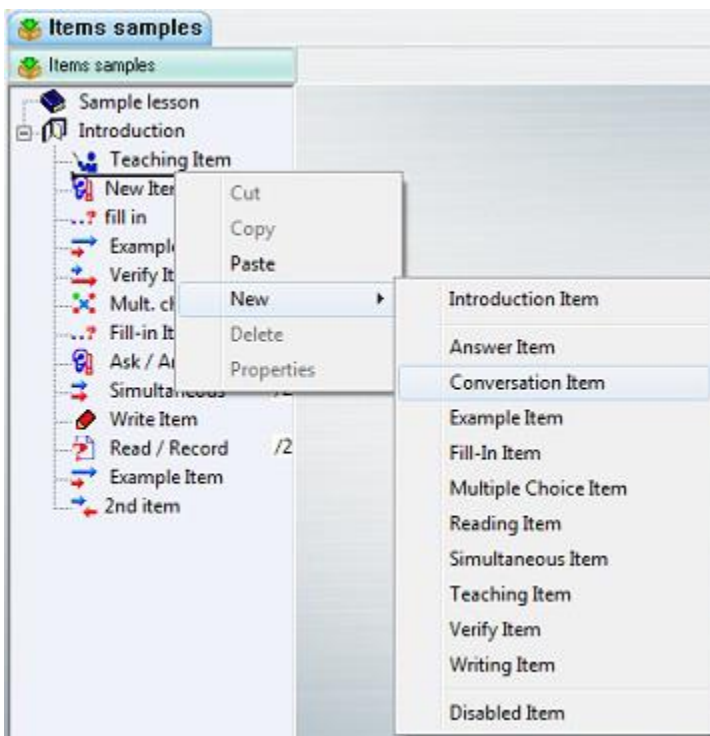 Items samples
Items samples
Sample lesson
Introduction
Teaching Item
New Iter
..? fill in
Exampl
Verify It
Mult. ch
..? Fill-in It
Ask / A
Simultaneous /2
Write Item
Read / Record /2
Example Item
2nd item
Cut
Copy
Paste
New
Delete
Properties
Introduction Item
Answer Item
Conversation Item
Example Item
Fill-In Item
Multiple Choice Item
Reading Item
Simultaneous Item
Teaching Item
Verify Item
Writing Item
Disabled Item